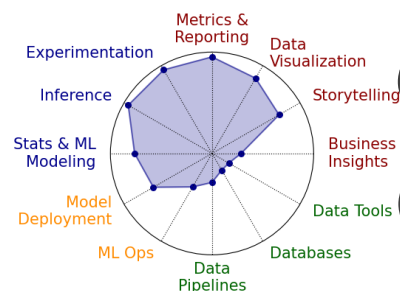 Metrics &
Reporting
Data
Visualization
Storytelling
Business
Insights
Data Tools
Databases
Data
Pipelines
ML Ops
Model
Deployment
Stats & ML
Modeling
Inference
Experimentation